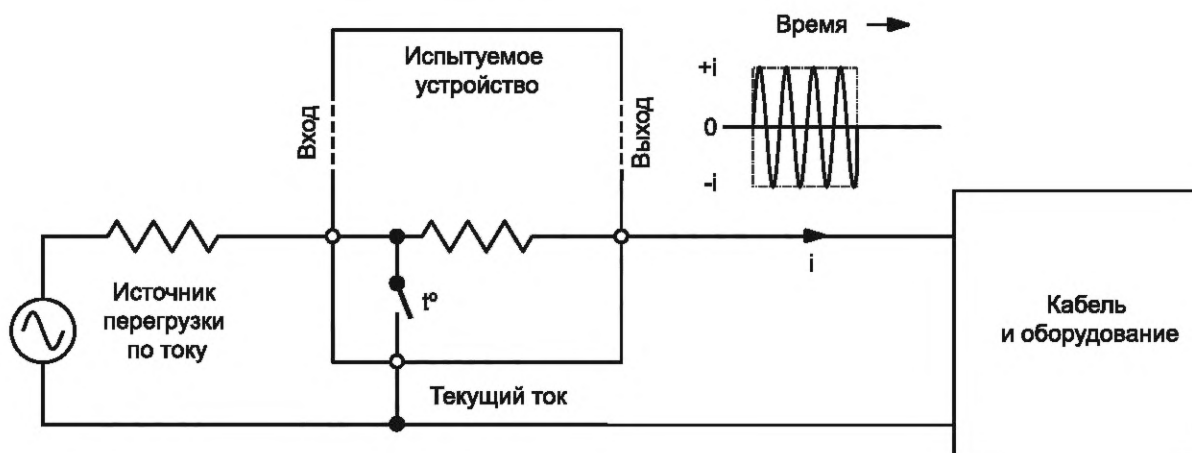 Время
Испытуемое
устройство
+i
0
-i
Вход
Выход
Источник
перегрузки
по току
t°
i
Кабель
и оборудование
Текущий ток